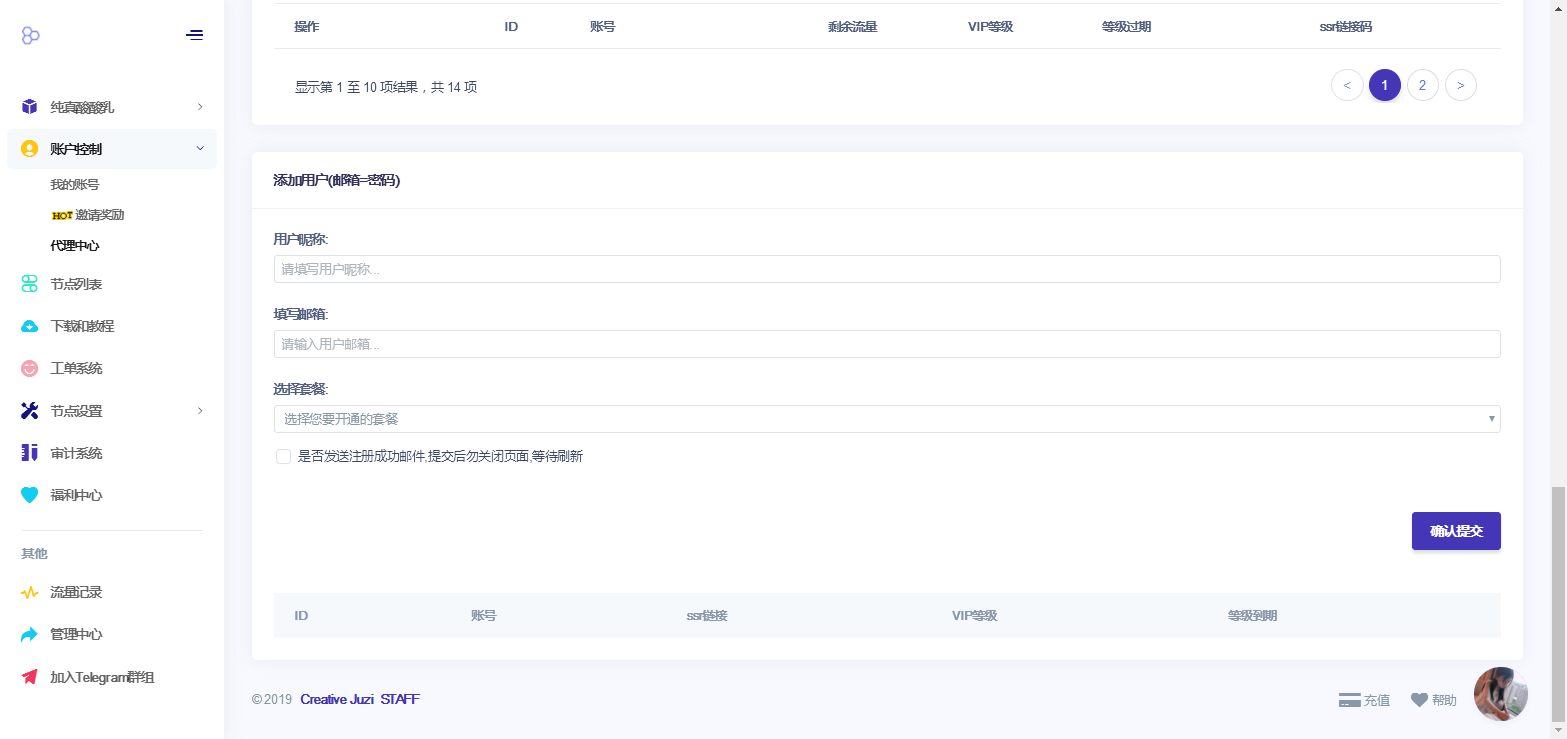 操作 ID 账号 剩余流量 VIP等级 等级过期 ssr链接码
显示第 1 至 10 项结果，共 14 项
< 1 2 >
纯真酸酸乳
账户控制
我的账号
HOT 邀请奖励
代理中心
节点列表
下载和教程
工单系统
节点设置
审计系统
福利中心
其他
流量记录
管理中心
加入Telegram群组
添加用户(邮箱=密码)
用户昵称:
请填写用户昵称...
填写邮箱:
请输入用户邮箱...
选择套餐:
选择您要开通的套餐
是否发送注册成功邮件,提交后勿关闭页面,等待刷新
确认提交
ID 账号 ssr链接 VIP等级 等级到期
© 2019 Creative Juzi STAFF
充值 帮助